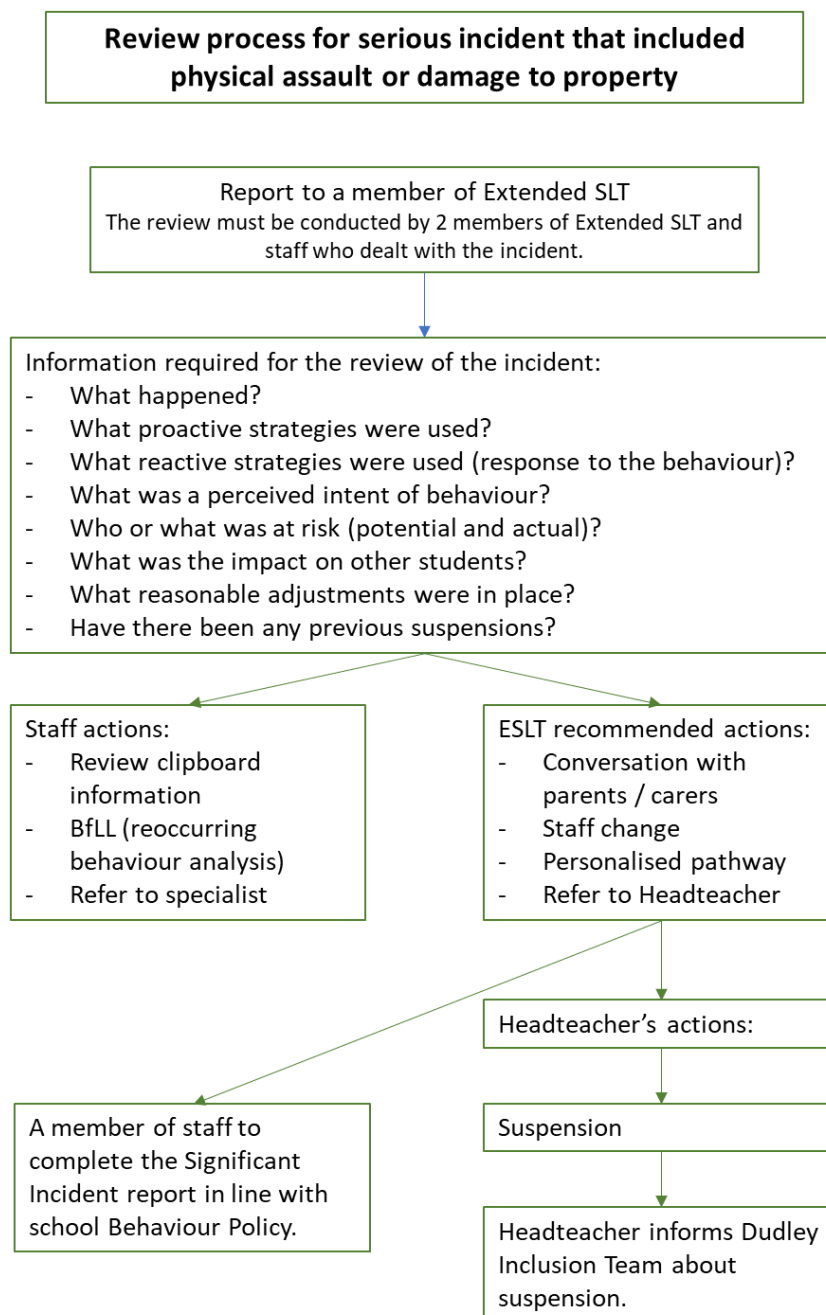 Review process for serious incident that included
physical assault or damage to property
Report to a member of Extended SLT
The review must be conducted by 2 members of Extended SLT and
staff who dealt with the incident.
Information required for the review of the incident:
- What happened?
- What proactive strategies were used?
- What reactive strategies were used (response to the behaviour)?
- What was a perceived intent of behaviour?
- Who or what was at risk (potential and actual)?
- What was the impact on other students?
- What reasonable adjustments were in place?
- Have there been any previous suspensions?
Staff actions:
- Review clipboard
information
- BfLL (reoccurring
behaviour analysis)
- Refer to specialist
ESLT recommended actions:
- Conversation with
parents / carers
- Staff change
- Personalised pathway
- Refer to Headteacher
Headteacher’s actions:
A member of staff to
complete the Significant
Incident report in line with
school Behaviour Policy.
Suspension
Headteacher informs Dudley
Inclusion Team about
suspension.